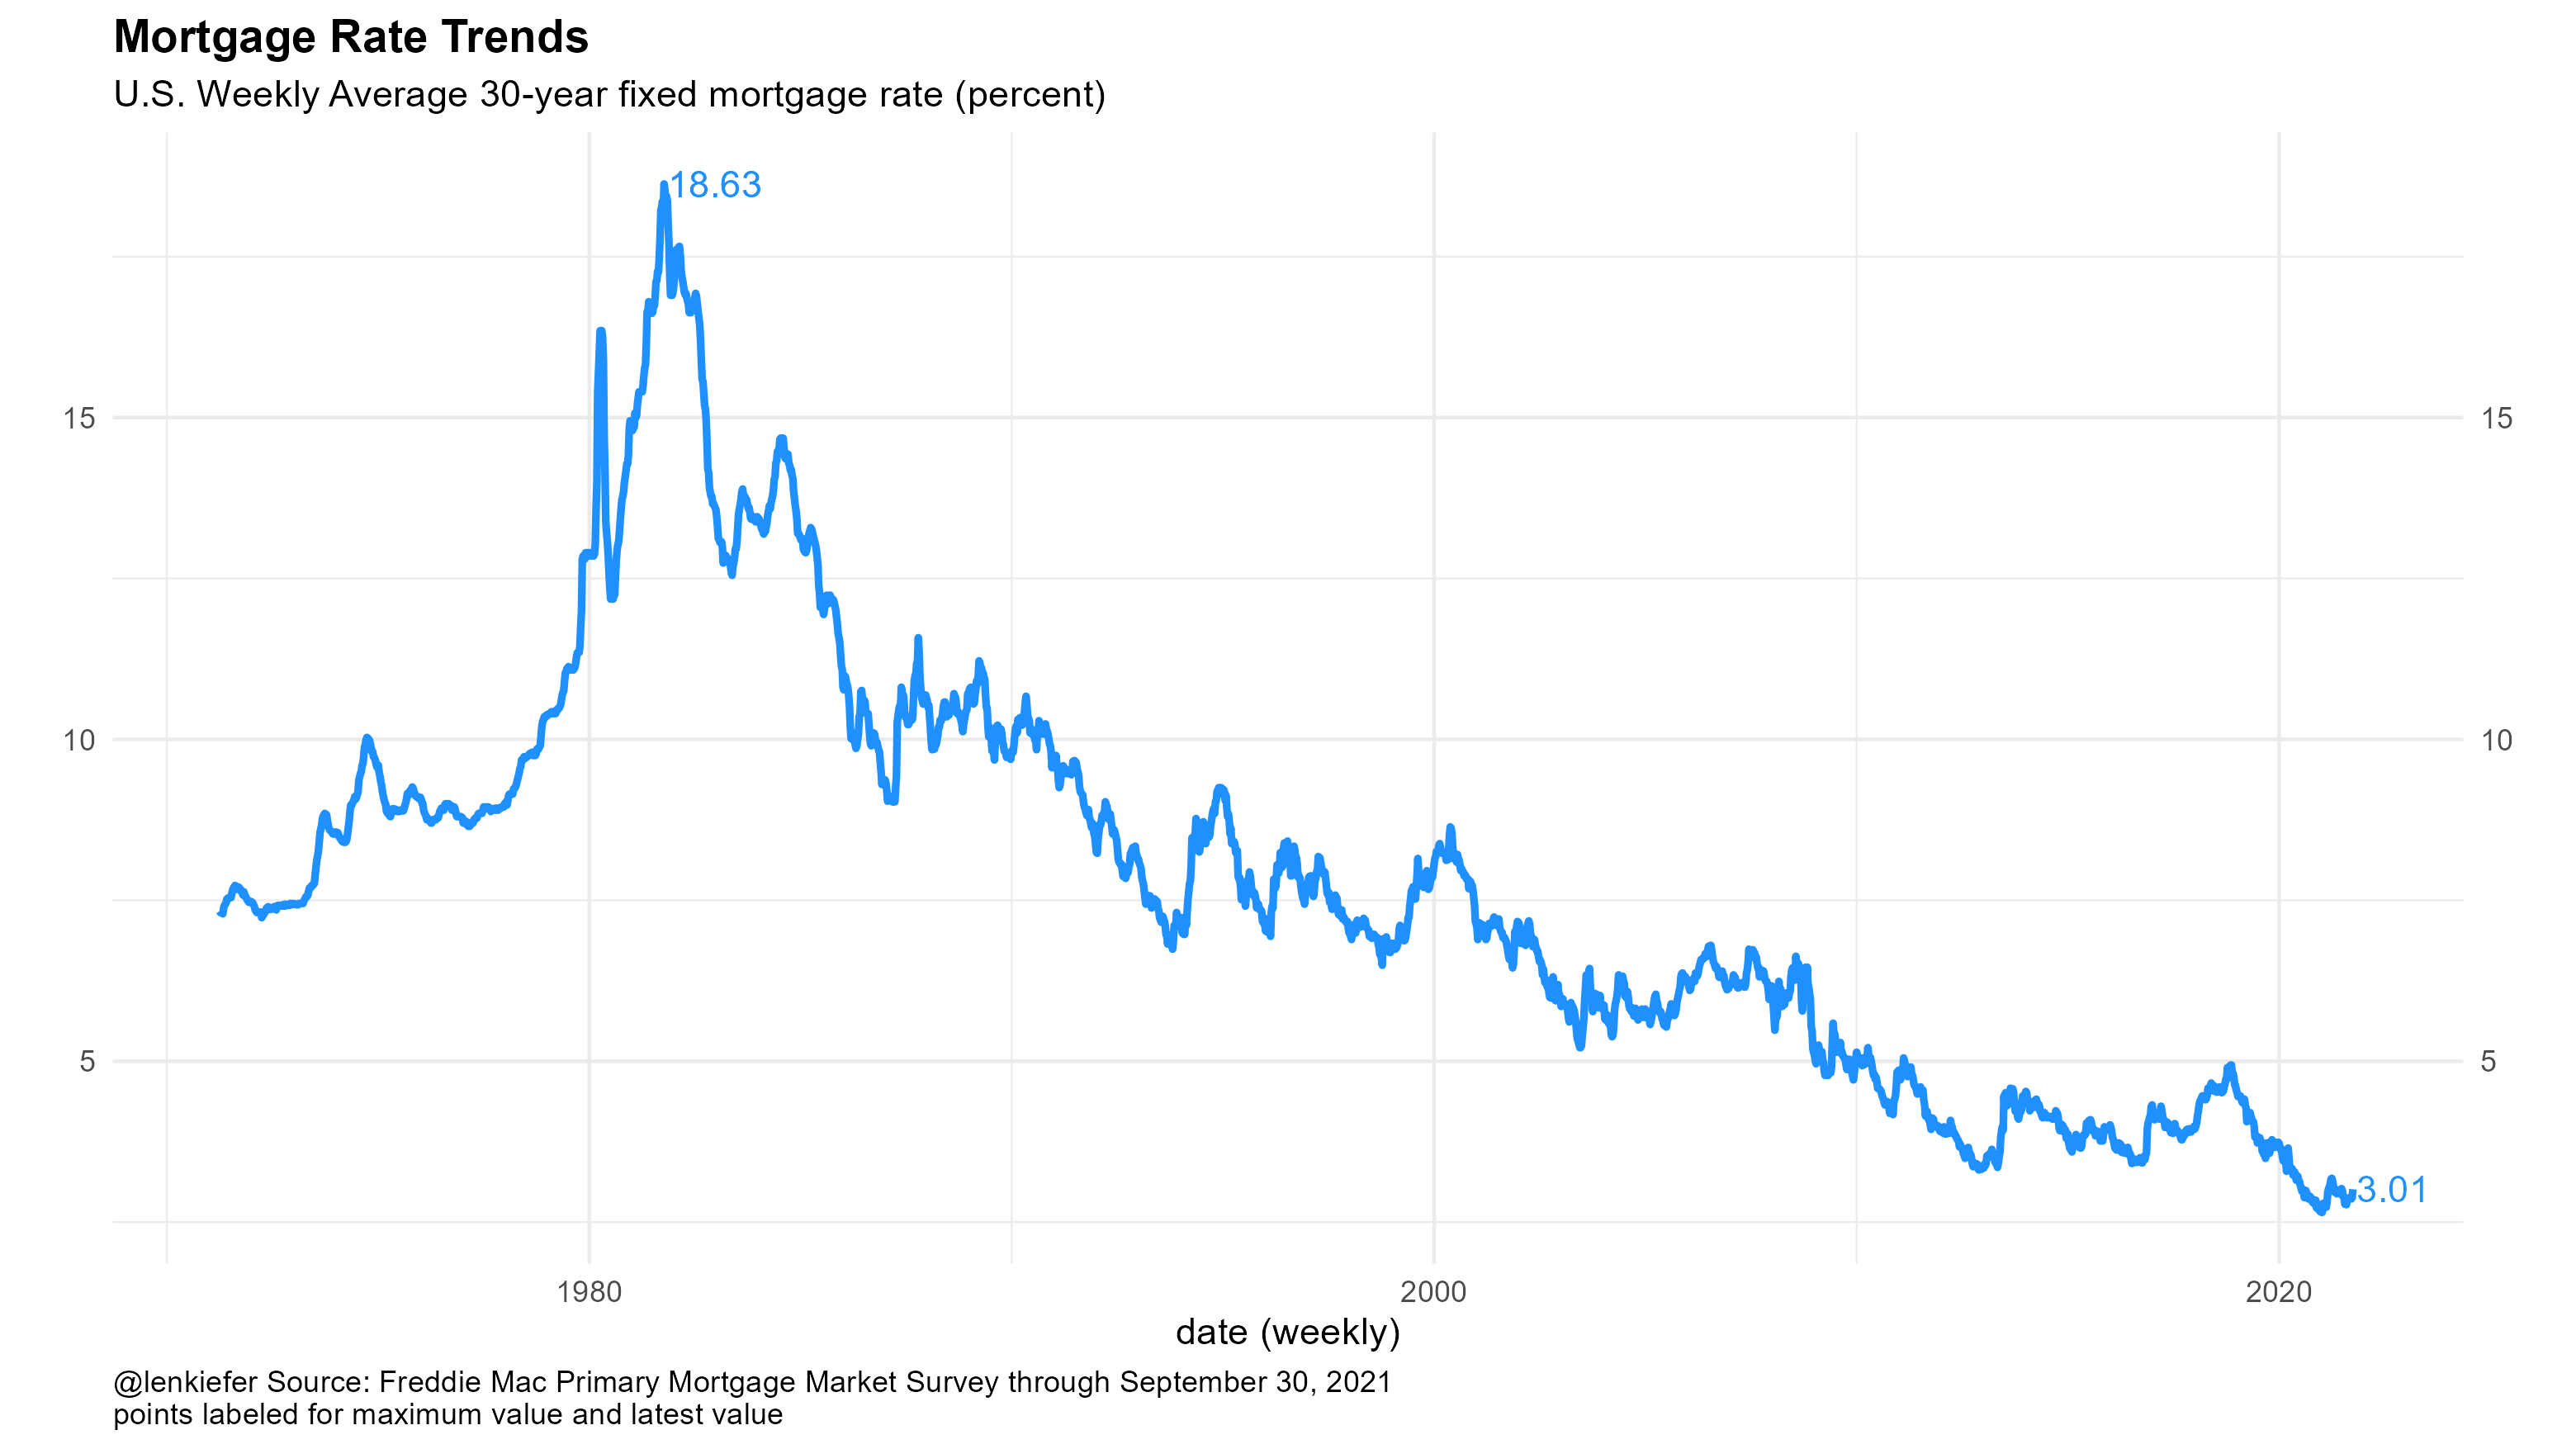 Mortgage Rate Trends
U.S. Weekly Average 30-year fixed mortgage rate (percent)
18.63
15
15
10
10
5
5
3.01
1980
2000
2020
date (weekly)
@lenkiefer Source: Freddie Mac Primary Mortgage Market Survey through September 30, 2021
points labeled for maximum value and latest value